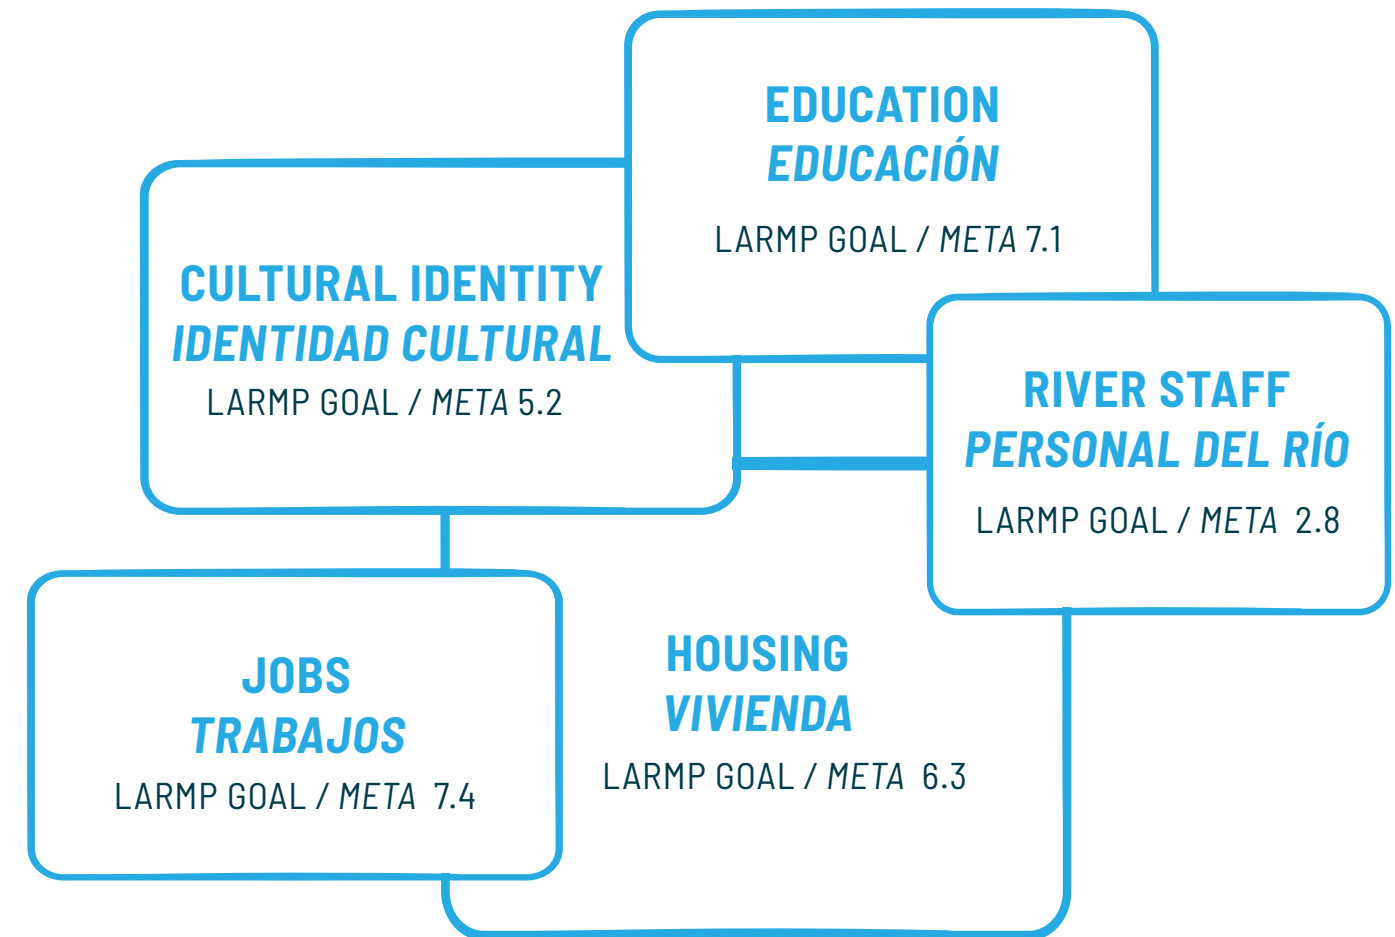 EDUCATION
EDUCACIÓN
LARMP GOAL / META 7.1
CULTURAL IDENTITY
IDENTIDAD CULTURAL
LARMP GOAL / META 5.2
RIVER STAFF
PERSONAL DEL RÍO
LARMP GOAL / META 2.8
JOBS
TRABAJOS
LARMP GOAL / META 7.4
HOUSING
VIVIENDA
LARMP GOAL / META 6.3